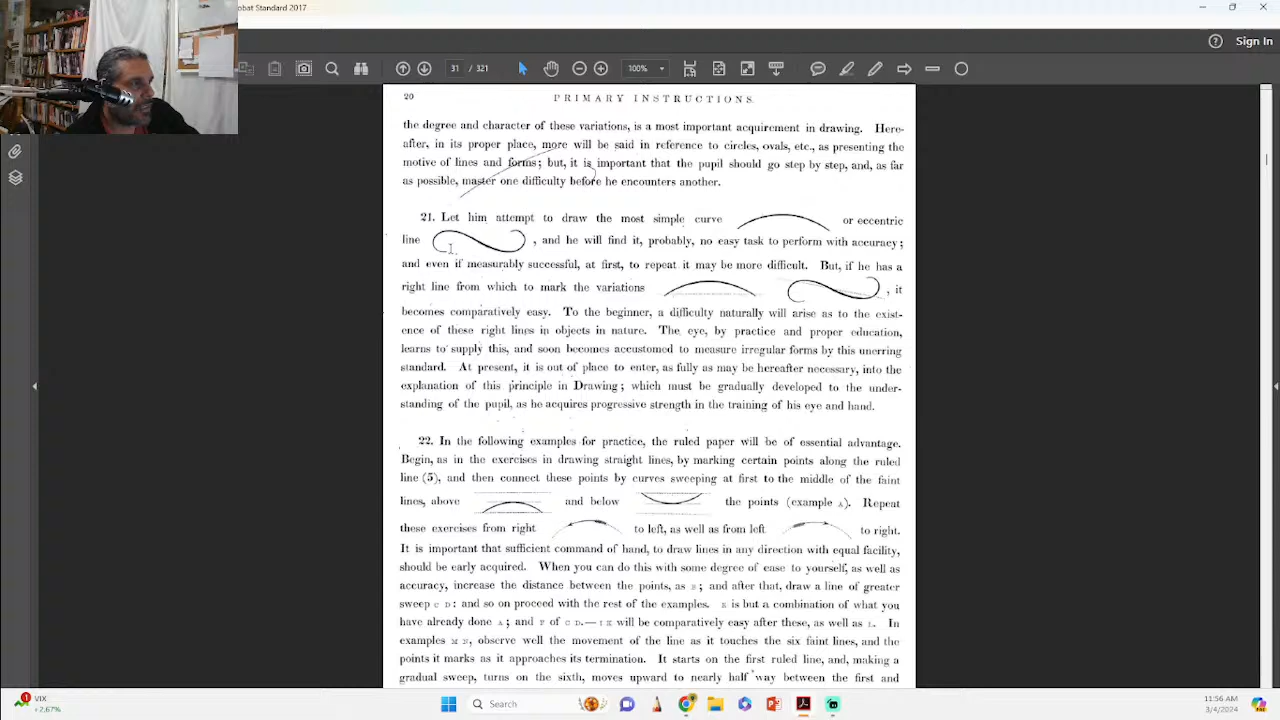 obat Standard 2017
Sign In
31 / 321
100%
20
PRIMARY INSTRUCTIONS.
the degree and character of these variations, is a most important acquirement in drawing. Here-
after, in its proper place, more will be said in reference to circles, ovals, etc., as presenting the
motive of lines and forms; but, it is important that the pupil should go step by step, and, as far
as possible, master one difficulty before he encounters another.
21. Let him attempt to draw the most simple curve or eccentric
line , and he will find it, probably, no easy task to perform with accuracy;
and even if measurably successful, at first, to repeat it may be more difficult. But, if he has a
right line from which to mark the variations , it
becomes comparatively easy. To the beginner, a difficulty naturally will arise as to the exist-
ence of these right lines in objects in nature. The eye, by practice and proper education,
learns to supply this, and soon becomes accustomed to measure irregular forms by this unerring
standard. At present, it is out of place to enter, as fully as may be hereafter necessary, into the
explanation of this principle in Drawing; which must be gradually developed to the under-
standing of the pupil, as he acquires progressive strength in the training of his eye and hand.
22. In the following examples for practice, the ruled paper will be of essential advantage.
Begin, as in the exercises in drawing straight lines, by marking certain points along the ruled
line (5), and then connect these points by curves sweeping at first to the middle of the faint
lines, above and below the points (example A). Repeat
these exercises from right to left, as well as from left to right.
It is important that sufficient command of hand, to draw lines in any direction with equal facility,
should be early acquired. When you can do this with some degree of ease to yourself, as well as
accuracy, increase the distance between the points, as B; and after that, draw a line of greater
sweep C D: and so on proceed with the rest of the examples. E is but a combination of what you
have already done A; and F of C D.— I K will be comparatively easy after these, as well as L. In
examples M N, observe well the movement of the line as it touches the six faint lines, and the
points it marks as it approaches its termination. It starts on the first ruled line, and, making a
gradual sweep, turns on the sixth, moves upward to nearly half way between the first and
1
VIX
+2.67%
Search
11:56 AM
3/4/2024